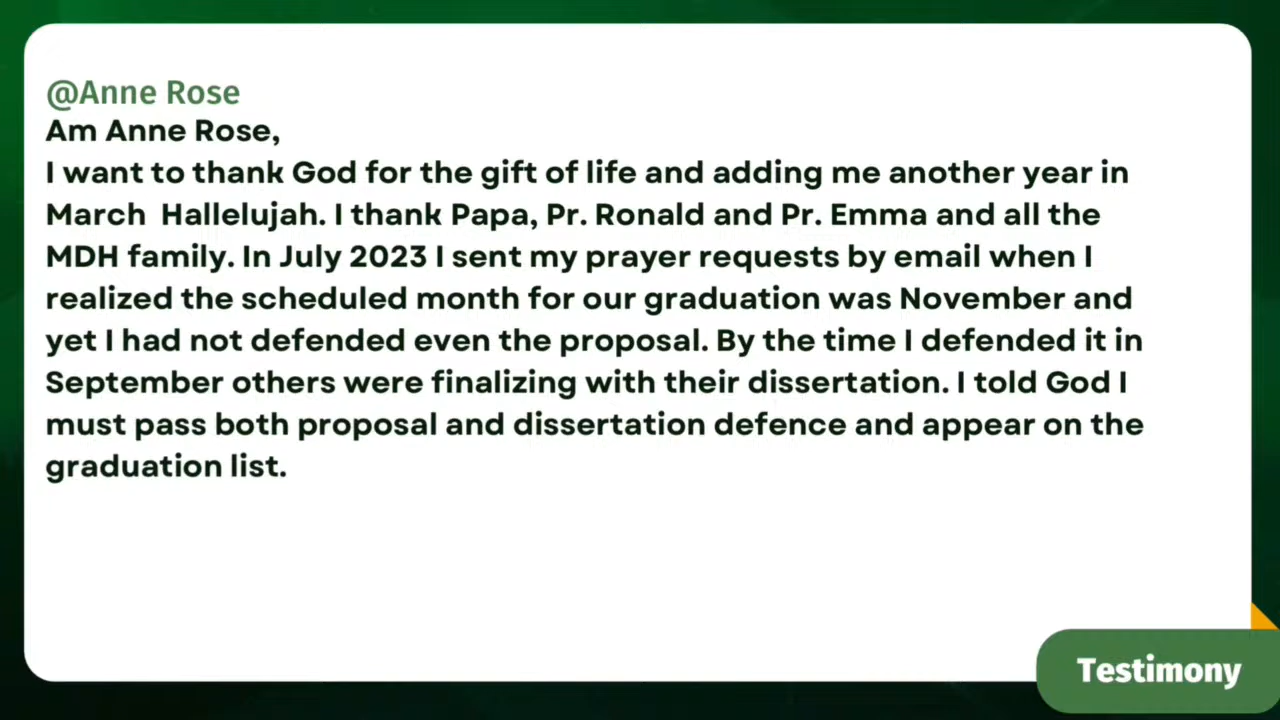 @Anne Rose
Am Anne Rose,
I want to thank God for the gift of life and adding me another year in
March  Hallelujah. I thank Papa, Pr. Ronald and Pr. Emma and all the
MDH family. In July 2023 I sent my prayer requests by email when I
realized the scheduled month for our graduation was November and
yet I had not defended even the proposal. By the time I defended it in
September others were finalizing with their dissertation. I told God I
must pass both proposal and dissertation defence and appear on the
graduation list.
Testimony